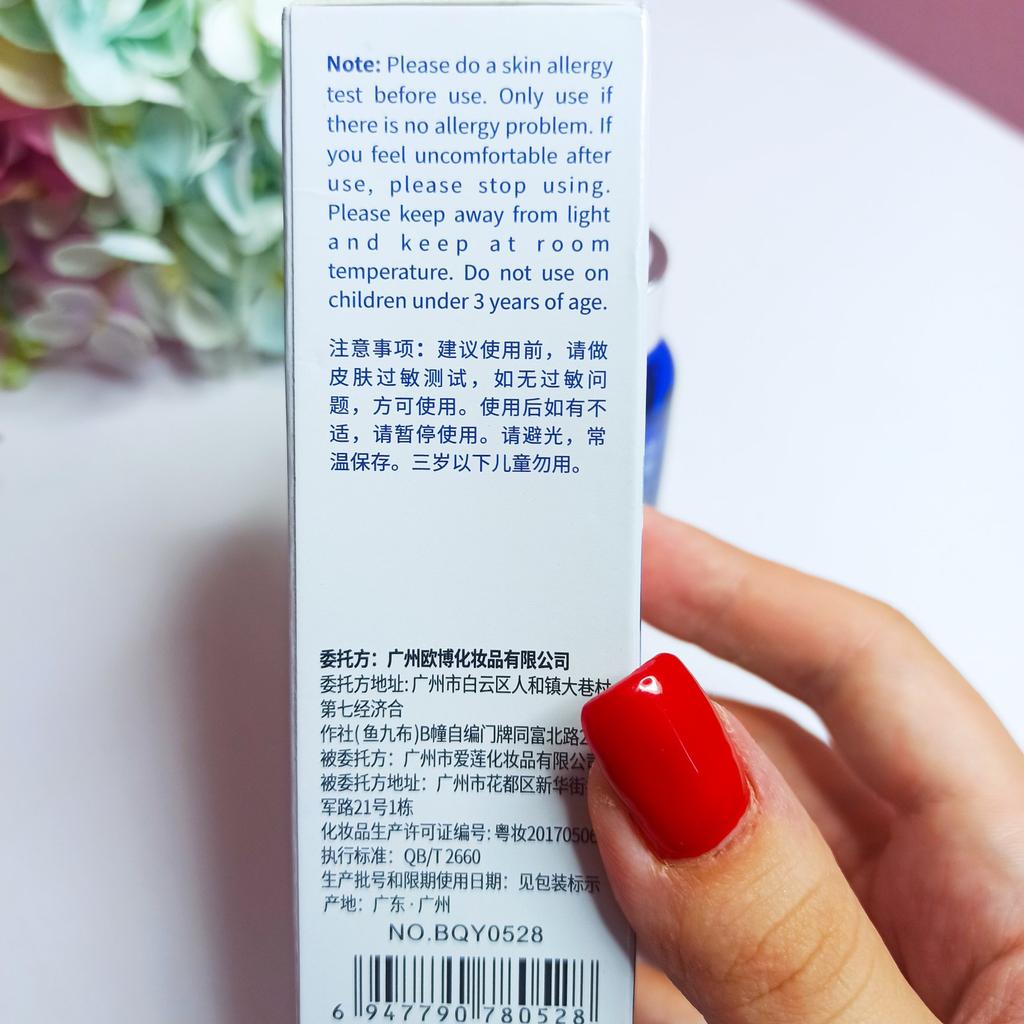 Note: Please do a skin allergy
test before use. Only use if
there is no allergy problem. If
you feel uncomfortable after
use, please stop using.
Please keep away from light
and keep at room
temperature. Do not use on
children under 3 years of age.
注意事项：建议使用前，请做
皮肤过敏测试，如无过敏问
题，方可使用。使用后如有不
适，请暂停使用。请避光，常
温保存。三岁以下儿童勿用。
委托方：广州欧博化妆品有限公司
委托方地址:广州市白云区人和镇大巷村
第七经济合
作社(鱼九布)B幢自编门牌同富北路
被委托方：广州市爱莲化妆品有限公司
被委托方地址：广州市花都区新华街
军路21号1栋
化妆品生产许可证编号:粤妆2017050
执行标准：QB/T 2660
生产批号和限期使用日期：见包装标示
产地：广东·广州
NO.BQY0528
6 947790 780528